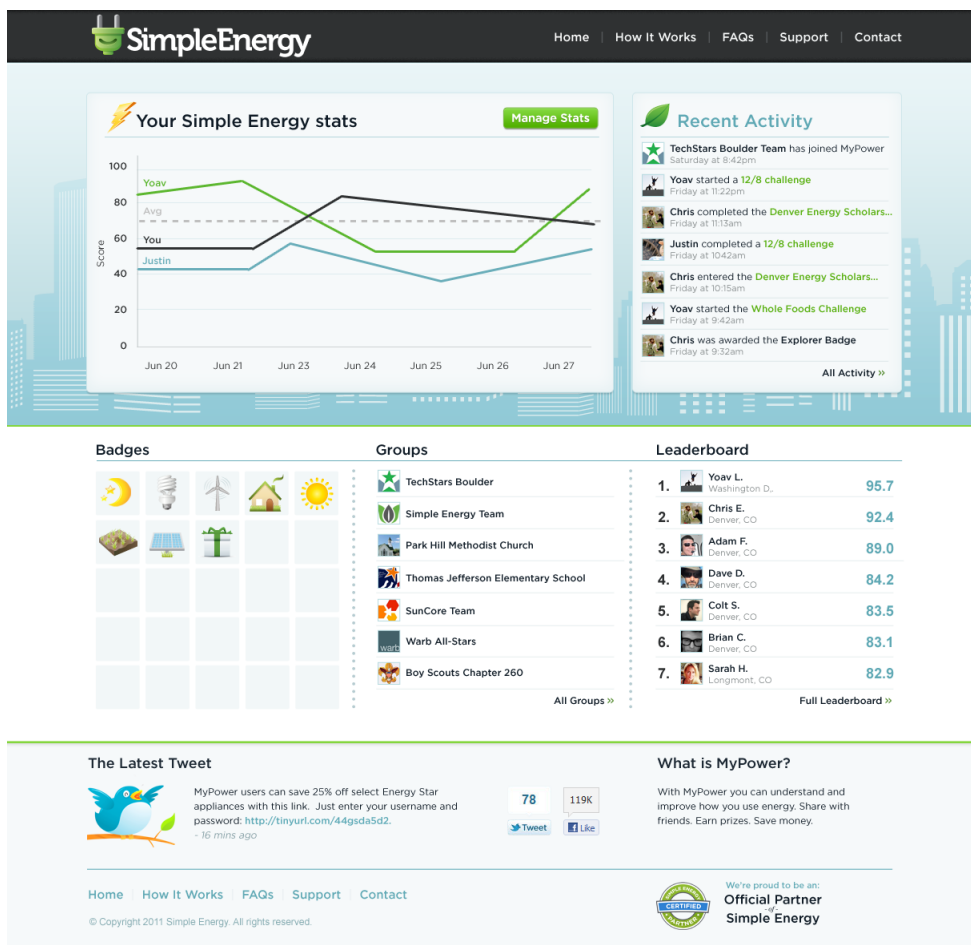 SimpleEnergy
Home | How It Works | FAQs | Support | Contact
Your Simple Energy stats
Manage Stats
100
80
60
40
20
0
Score
Yoav
Avg
You
Justin
Jun 20 Jun 21 Jun 23 Jun 24 Jun 25 Jun 26 Jun 27
Recent Activity
TechStars Boulder Team has joined MyPower
Saturday at 8:42pm
Yoav started a 12/8 challenge
Friday at 11:22pm
Chris completed the Denver Energy Scholars...
Friday at 11:13am
Justin completed a 12/8 challenge
Friday at 1042am
Chris entered the Denver Energy Scholars...
Friday at 10:15am
Yoav started the Whole Foods Challenge
Friday at 9:42am
Chris was awarded the Explorer Badge
Friday at 9:32am
All Activity »
Badges
Groups
TechStars Boulder
Simple Energy Team
Park Hill Methodist Church
Thomas Jefferson Elementary School
SunCore Team
warb
Warb All-Stars
Boy Scouts Chapter 260
All Groups »
Leaderboard
1. Yoav L. 95.7
Washington D,.
2. Chris E. 92.4
Denver, CO
3. Adam F. 89.0
Denver, CO
4. Dave D. 84.2
Denver, CO
5. Colt S. 83.5
Denver, CO
6. Brian C. 83.1
Denver, CO
7. Sarah H. 82.9
Longmont, CO
Full Leaderboard »
The Latest Tweet
MyPower users can save 25% off select Energy Star
appliances with this link. Just enter your username and
password: http://tinyurl.com/44gsda5d2.
- 16 mins ago
78
Tweet
119K
Like
What is MyPower?
With MyPower you can understand and
improve how you use energy. Share with
friends. Earn prizes. Save money.
Home | How It Works | FAQs | Support | Contact
© Copyright 2011 Simple Energy. All rights reserved.
SIMPLE ENERGY
CERTIFIED
PARTNER
We're proud to be an:
Official Partner
-of-
Simple Energy